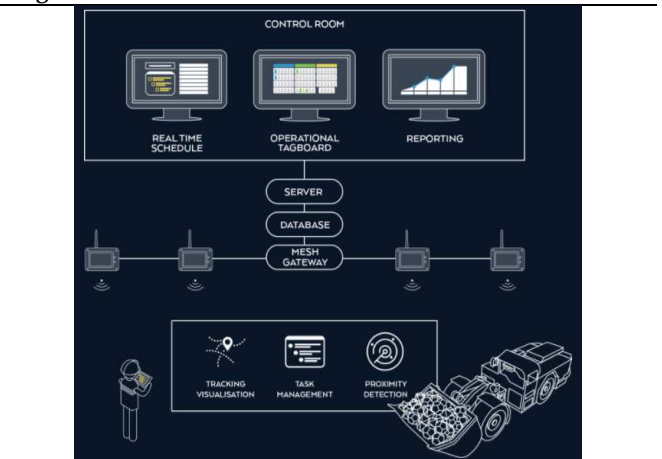 CONTROL ROOM
REAL TIME
SCHEDULE
OPERATIONAL
TAGBOARD
REPORTING
SERVER
DATABASE
MESH
GATEWAY
TRACKING
VISUALISATION
TASK
MANAGEMENT
PROXIMITY
DETECTION